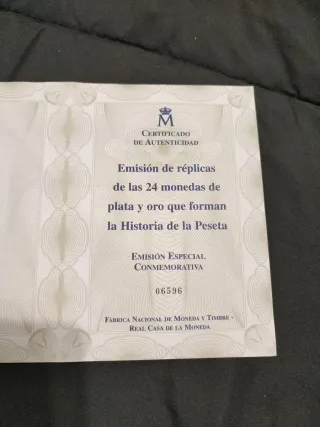 M
CERTIFICADO
DE AUTENTICIDAD
Emisión de réplicas
de las 24 monedas de
plata y oro que forman
la Historia de la Peseta
EMISIÓN ESPECIAL
CONMEMORATIVA
06596
FÁBRICA NACIONAL DE MONEDA Y TIMBRE -
REAL CASA DE LA MONEDA